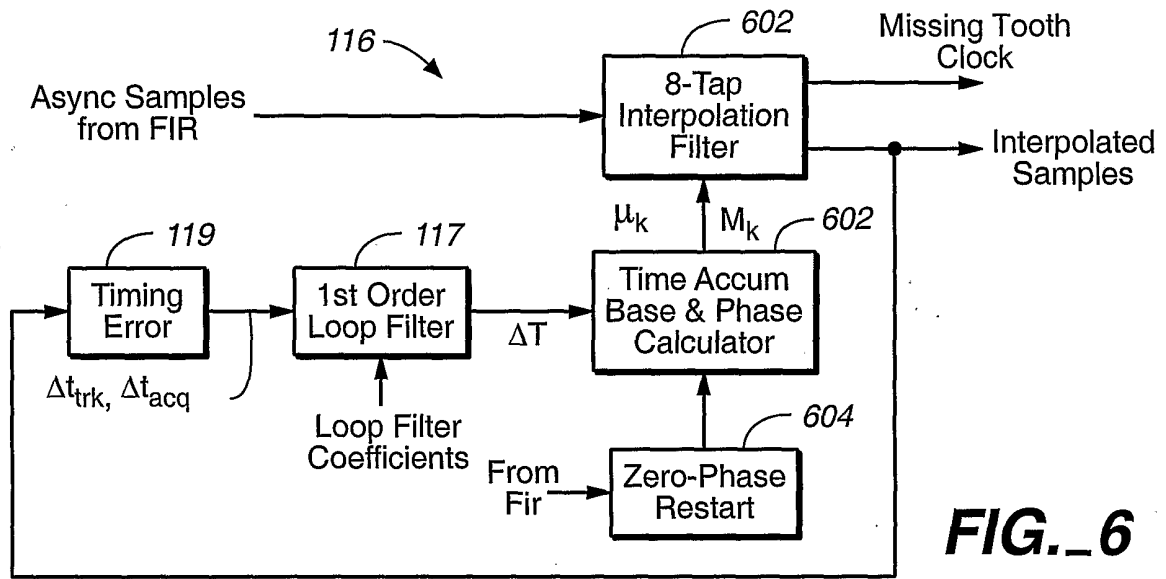 116
602
Missing Tooth
Clock
Async Samples
from FIR
8-Tap
Interpolation
Filter
Interpolated
Samples
μk
Mk
602
119
117
Timing
Error
1st Order
Loop Filter
ΔT
Time Accum
Base & Phase
Calculator
Δttrk, Δtacq
Loop Filter
Coefficients
604
From
Fir
Zero-Phase
Restart
FIG._6